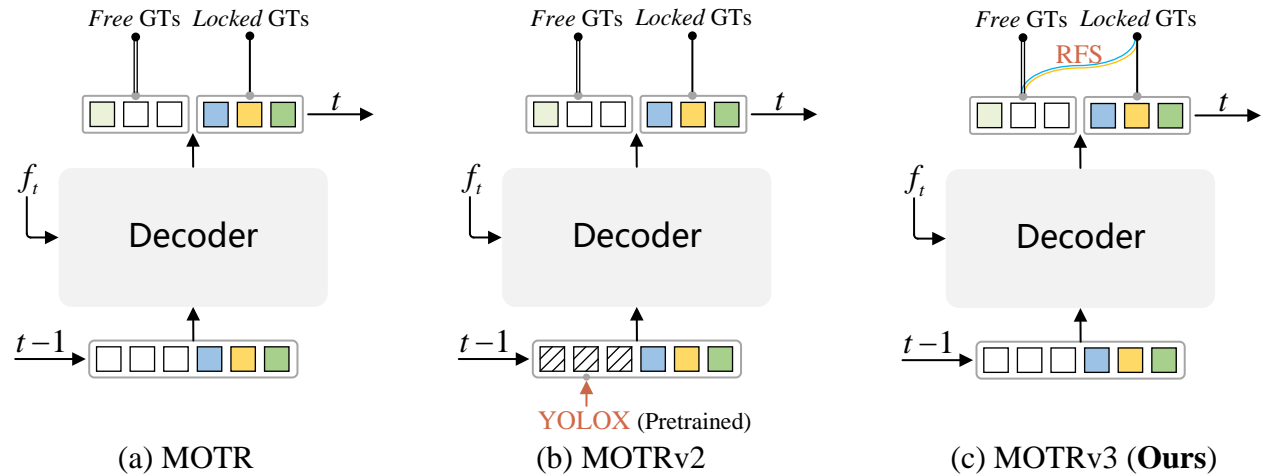 Free GTs Locked GTs
t
f_t
Decoder
t−1
(a) MOTR
Free GTs Locked GTs
t
f_t
Decoder
t−1
YOLOX (Pretrained)
(b) MOTRv2
Free GTs Locked GTs
RFS
t
f_t
Decoder
t−1
(c) MOTRv3 (Ours)